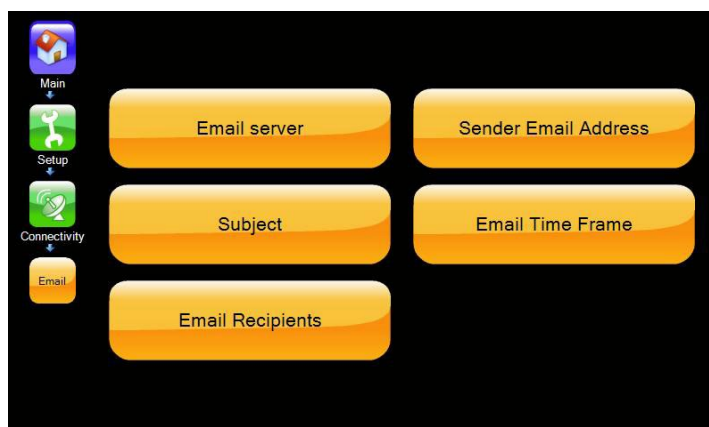 Main
Setup
Connectivity
Email
Email server
Sender Email Address
Subject
Email Time Frame
Email Recipients